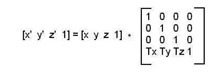 1 0 0 0
[x' y' z' 1] = [x y z 1] * 0 1 0 0
0 0 1 0
Tx Ty Tz 1